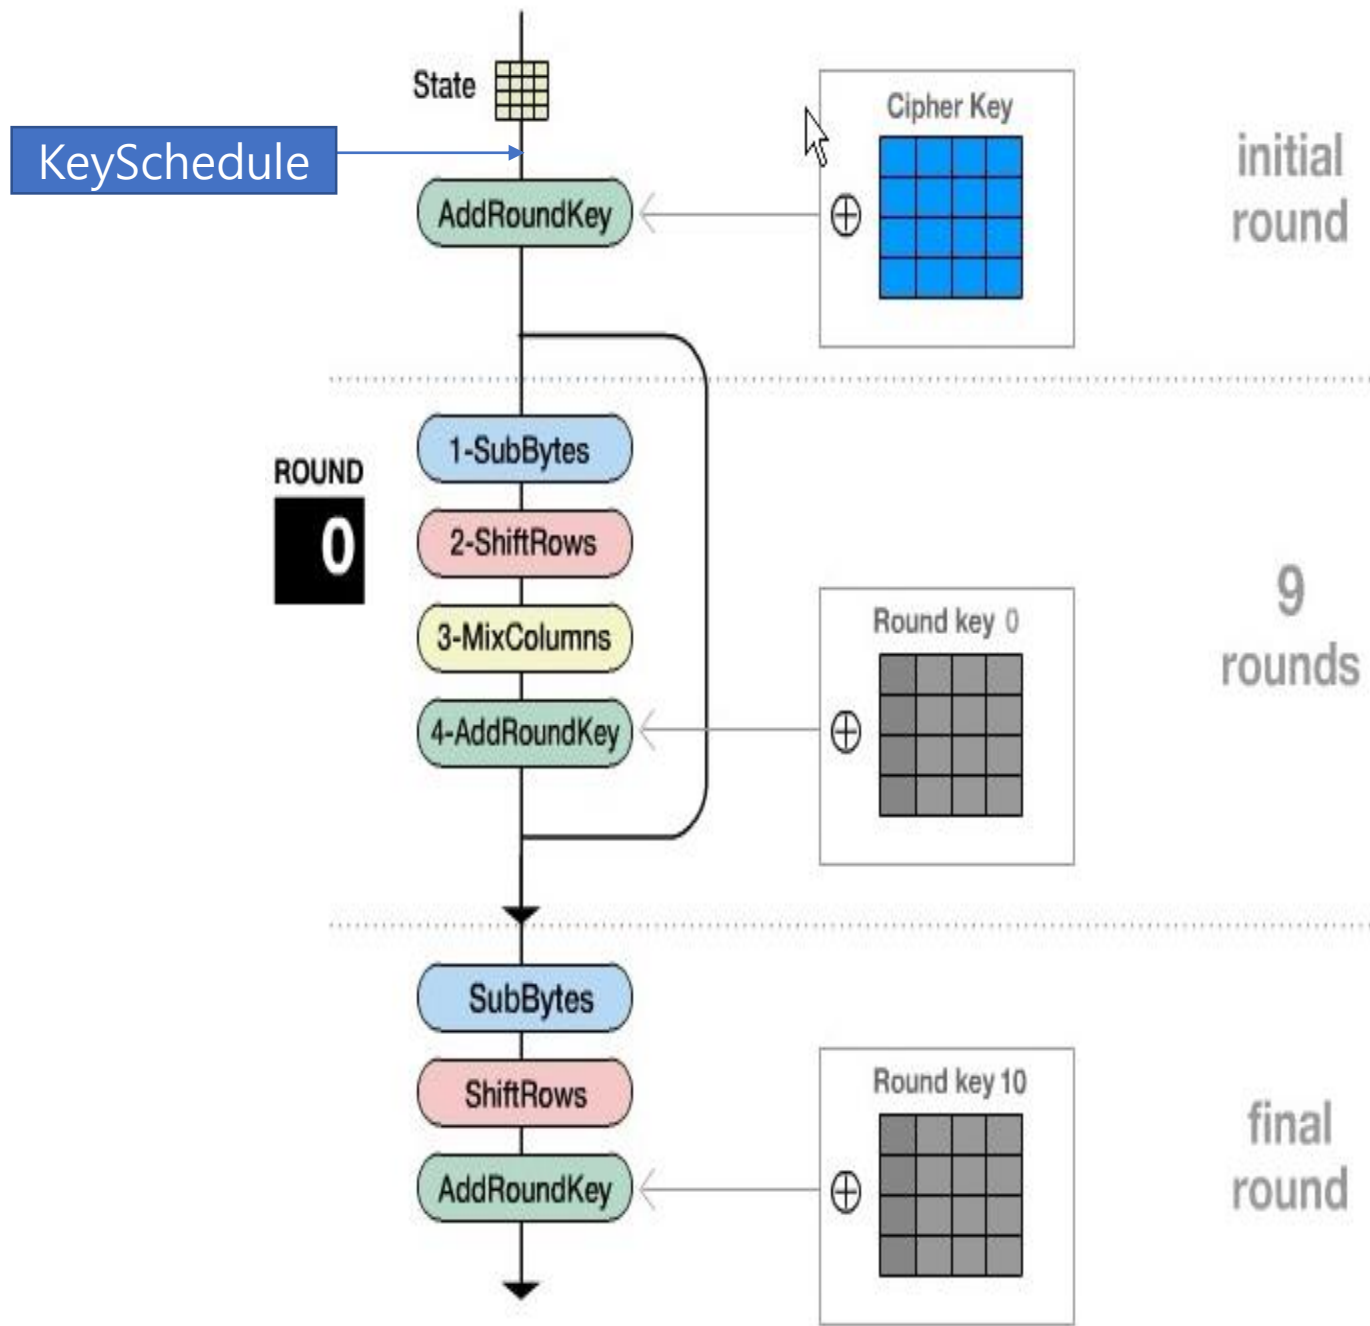 State
Cipher Key
KeySchedule
initial
round
AddRoundKey
1-SubBytes
ROUND
0
2-ShiftRows
9
rounds
3-MixColumns
Round key 0
4-AddRoundKey
SubBytes
ShiftRows
Round key 10
final
round
AddRoundKey